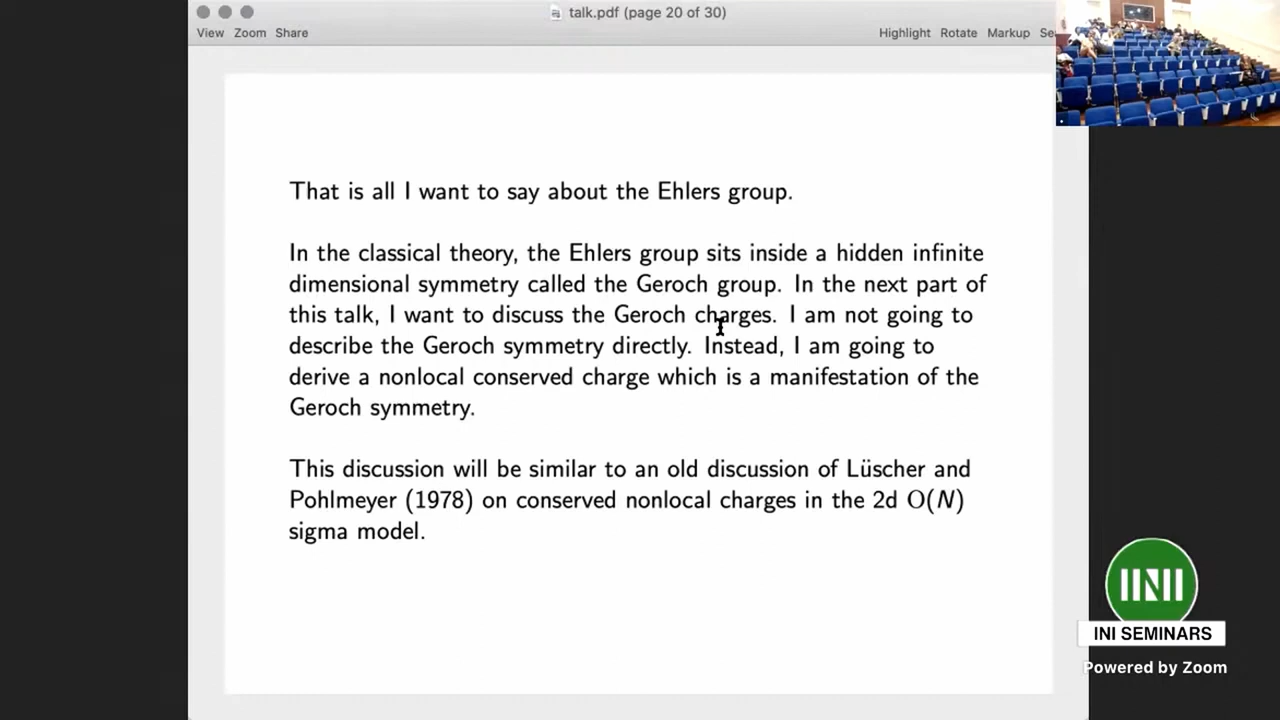 talk.pdf (page 20 of 30)
View Zoom Share
Highlight Rotate Markup
That is all I want to say about the Ehlers group.
In the classical theory, the Ehlers group sits inside a hidden infinite
dimensional symmetry called the Geroch group. In the next part of
this talk, I want to discuss the Geroch charges. I am not going to
describe the Geroch symmetry directly. Instead, I am going to
derive a nonlocal conserved charge which is a manifestation of the
Geroch symmetry.
This discussion will be similar to an old discussion of Lüscher and
Pohlmeyer (1978) on conserved nonlocal charges in the 2d O(N)
sigma model.
INI
INI SEMINARS
Powered by Zoom